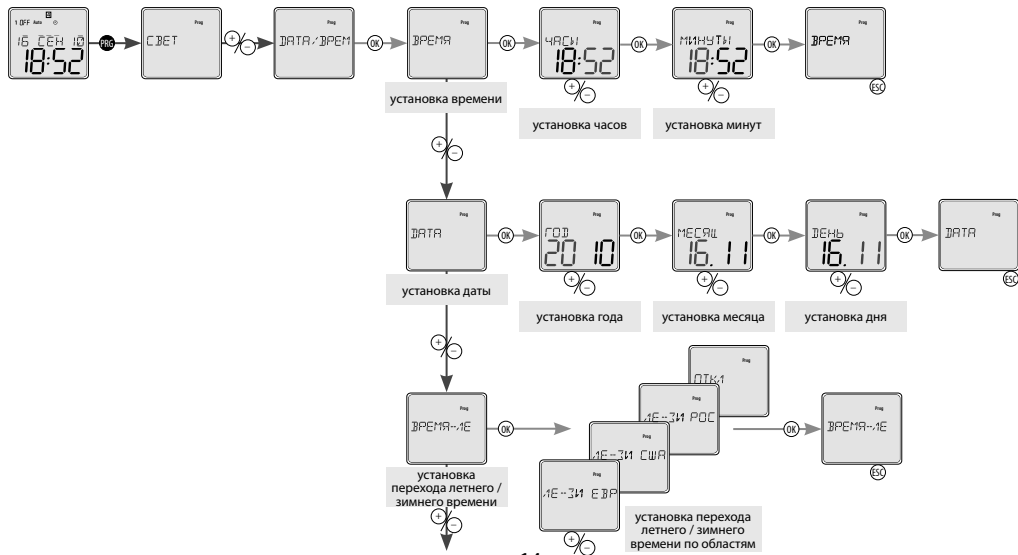 1 OFF Auto
16 СЕН 10
18:52
PRG
Prog
СВЕТ
+/−
Prog
ДАТА/ВРЕМ
OK
Prog
ВРЕМЯ
OK
Prog
ЧАСЫ
18:52
+/−
OK
Prog
МИНУТЫ
18:52
+/−
OK
Prog
ВРЕМЯ
ESC
установка времени
установка часов
установка минут
+/−
Prog
ДАТА
OK
Prog
ГОД
20 10
+/−
OK
Prog
МЕСЯЦ
16. 11
+/−
OK
Prog
ДЕНЬ
16. 11
+/−
OK
Prog
ДАТА
ESC
установка даты
установка года
установка месяца
установка дня
+/−
Prog
ВРЕМЯ-ЛЕ
OK
Prog
ОТКЛ
Prog
ЛЕ-ЗИ РОС
Prog
ЛЕ-ЗИ США
Prog
ЛЕ-ЗИ ЕВР
+/−
OK
Prog
ВРЕМЯ-ЛЕ
ESC
установка
перехода летнего /
зимнего времени
+/−
установка перехода
летнего / зимнего
времени по областям